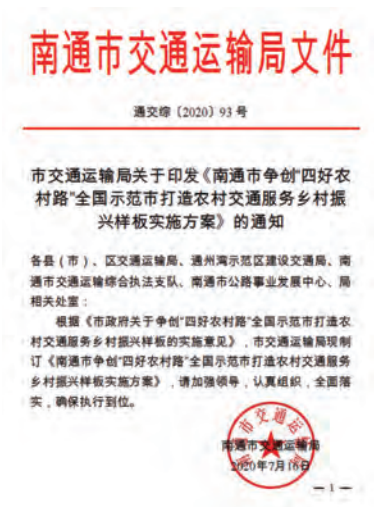 南通市交通运输局文件
通交综〔2020〕93 号
市交通运输局关于印发《南通市争创“四好农
村路”全国示范市打造农村交通服务乡村振
兴样板实施方案》的通知
各县（市）、区交通运输局、通州湾示范区建设交通局、南
通市交通运输综合执法支队、南通市公路事业发展中心、局
相关处室：
根据《市政府关于争创“四好农村路”全国示范市打造农
村交通服务乡村振兴样板的实施意见》，市交通运输局现制
订《南通市争创“四好农村路”全国示范市打造农村交通服务
乡村振兴样板实施方案》，请加强领导，认真组织，全面落
实，确保执行到位。
南通市交通运输局
2020年7月16日
— 1 —